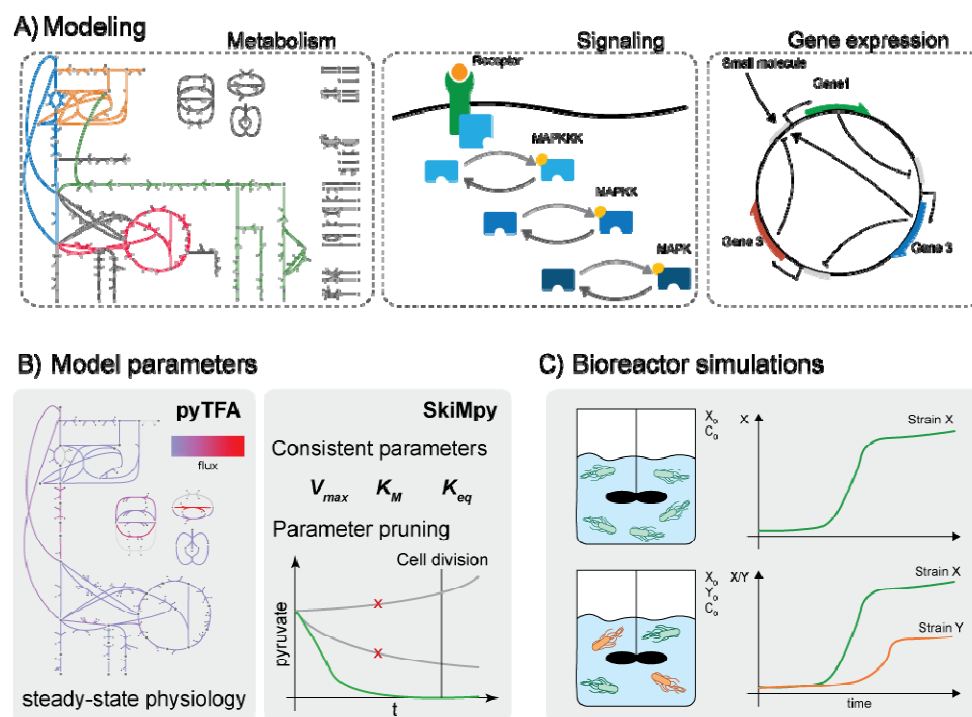 A) Modeling
Metabolism
Signaling
Gene expression
Receptor
MAPKKK
MAPKK
MAPK
Small molecule
Gene1
Gene 3
Gene 3
B) Model parameters
pyTFA
flux
steady-state physiology
SkiMpy
Consistent parameters
Vmax KM Keq
Parameter pruning
Cell division
x
x
pyruvate
t
C) Bioreactor simulations
X₀
C₀
X
Strain X
X₀
Y₀
C₀
X/Y
Strain X
Strain Y
time